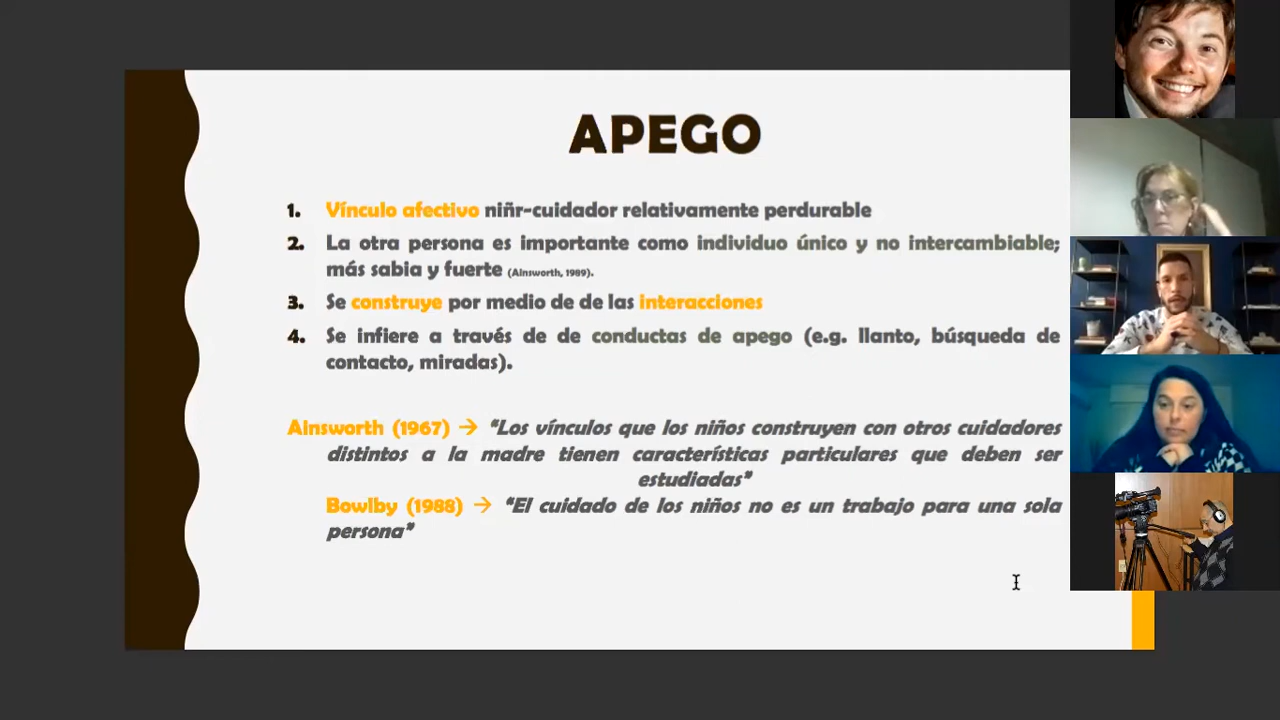 APEGO
1. Vínculo afectivo niñr-cuidador relativamente perdurable
2. La otra persona es importante como individuo único y no intercambiable;
más sabia y fuerte (Ainsworth, 1989).
3. Se construye por medio de de las interacciones
4. Se infiere a través de de conductas de apego (e.g. llanto, búsqueda de
contacto, miradas).
Ainsworth (1967) → “Los vínculos que los niños construyen con otros cuidadores
distintos a la madre tienen características particulares que deben ser
estudiadas”
Bowlby (1988) → “El cuidado de los niños no es un trabajo para una sola
persona”